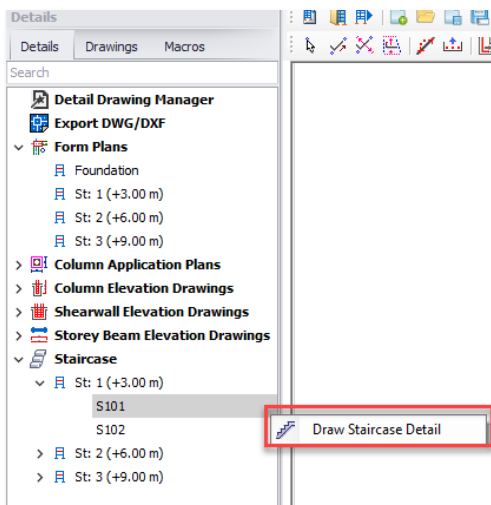 Details
Details Drawings Macros
Search
Detail Drawing Manager
Export DWG/DXF
Form Plans
Foundation
St: 1 (+3.00 m)
St: 2 (+6.00 m)
St: 3 (+9.00 m)
Column Application Plans
Column Elevation Drawings
Shearwall Elevation Drawings
Storey Beam Elevation Drawings
Staircase
St: 1 (+3.00 m)
S101
S102
Draw Staircase Detail
St: 2 (+6.00 m)
St: 3 (+9.00 m)